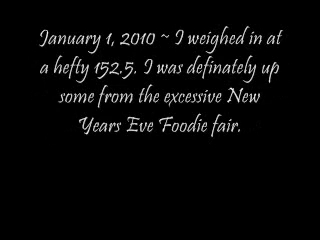 January 1, 2010 ~ I weighed in at
a hefty 152.5. I was definately up
some from the excessive New
Years Eve Foodie fair.